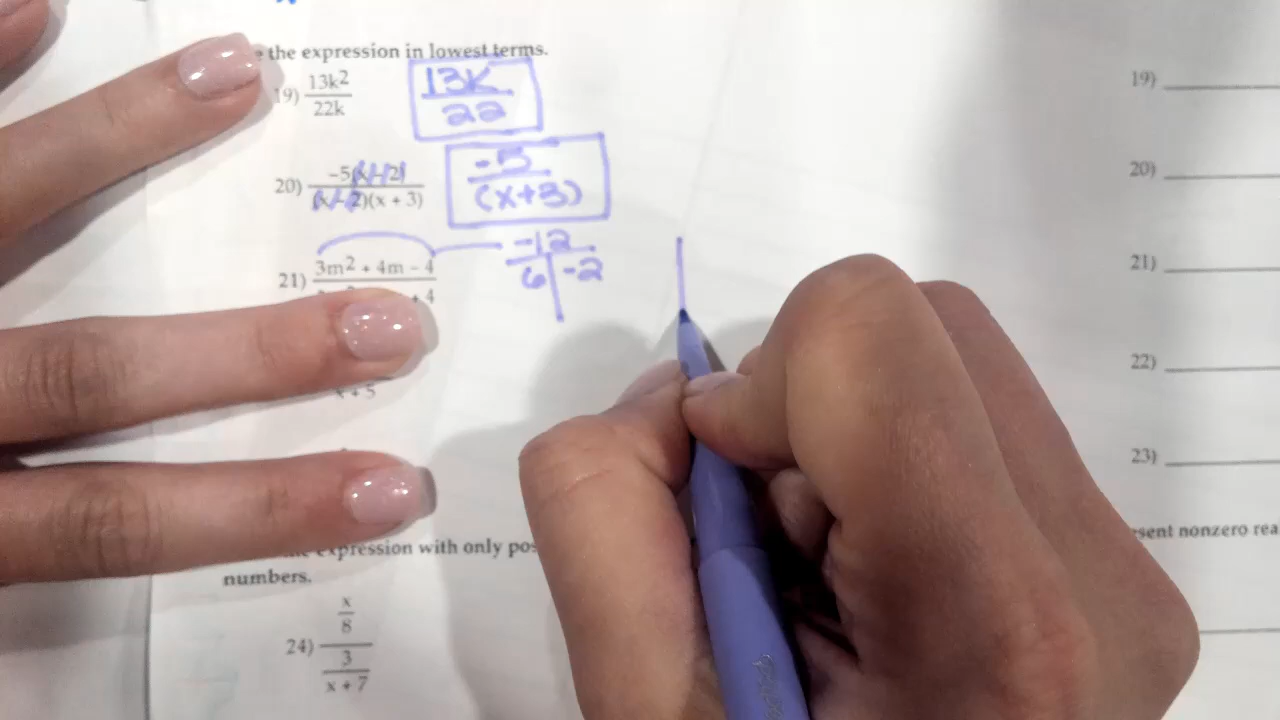 the expression in lowest terms.
19) 13k²
22k
13K
22
20) -5(x - 2)
(x - 2)(x + 3)
-5
(x+3)
21) 3m² + 4m - 4
+ 4
-12
6 -2
x + 5
expression with only pos
numbers.
24) x
8
3
x + 7
19)
20)
21)
22)
23)
sent nonzero rea